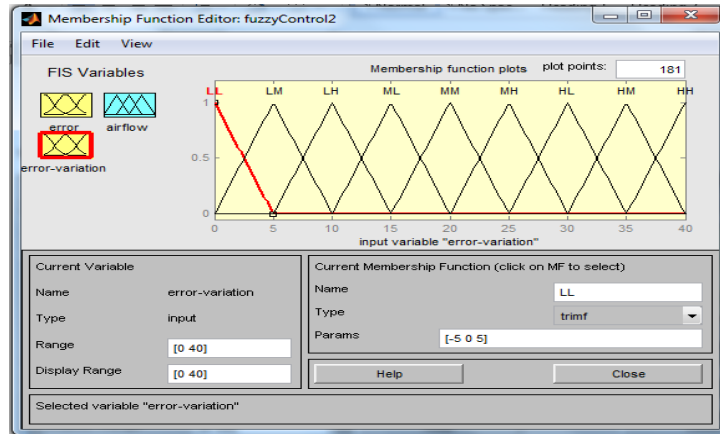 Membership Function Editor: fuzzyControl2
File Edit View
FIS Variables
error airflow
error-variation
Membership function plots plot points: 181
LL LM LH ML MM MH HL HM HH
1
0.5
0
0 5 10 15 20 25 30 35 40
input variable "error-variation"
Current Variable
Name error-variation
Type input
Range [0 40]
Display Range [0 40]
Current Membership Function (click on MF to select)
Name LL
Type trimf
Params [-5 0 5]
Help Close
Selected variable "error-variation"